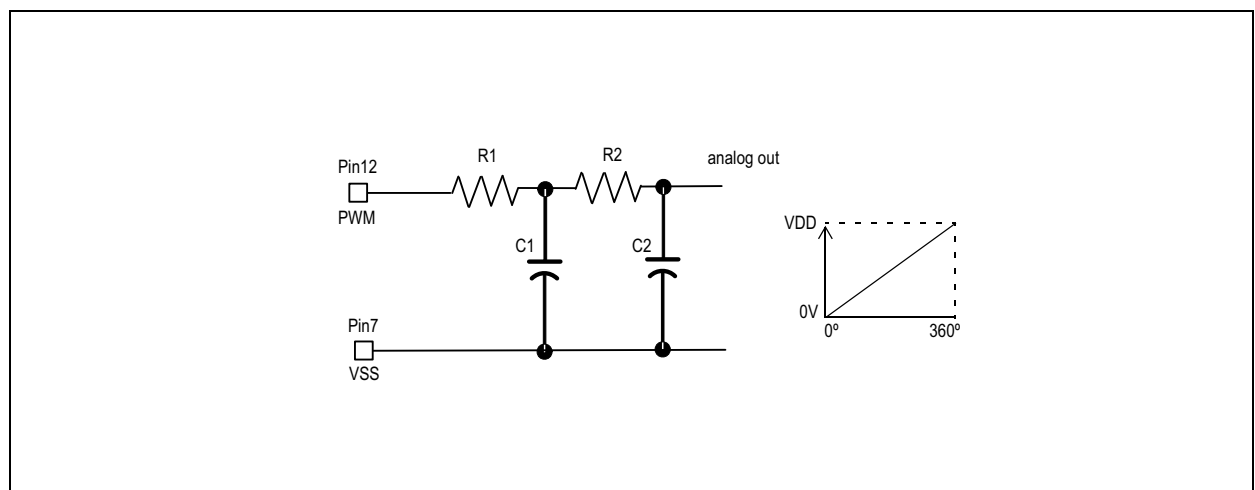 Pin12
PWM
R1
R2
analog out
C1
C2
Pin7
VSS
VDD
0V
0º
360º